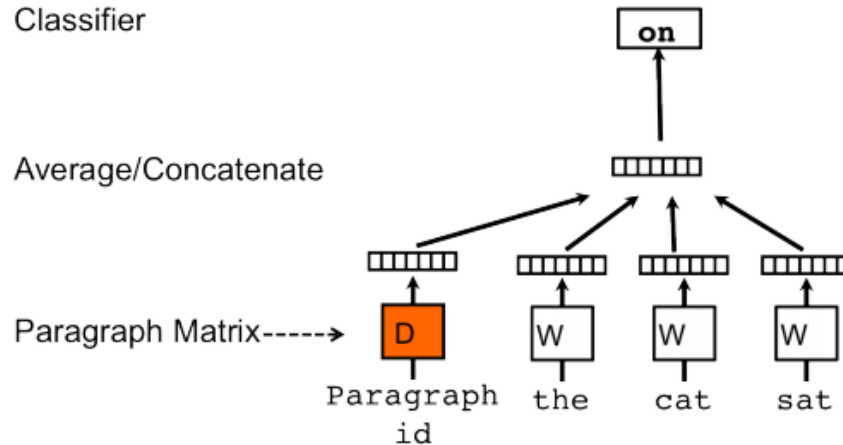 Classifier
on
Average/Concatenate
Paragraph Matrix
D
W
W
W
Paragraph
id
the
cat
sat